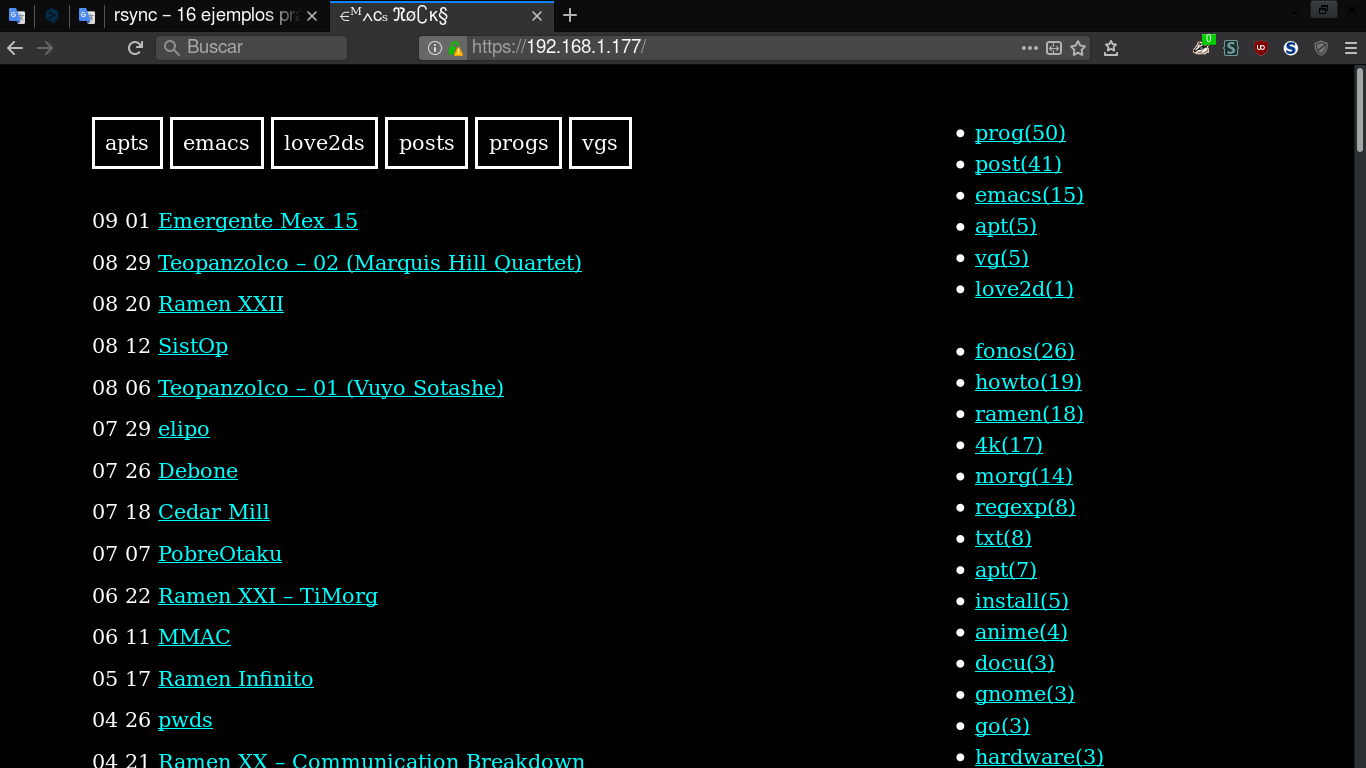 rsync – 16 ejemplos prá
∈ᴹʌcₛ ℜøʗĸ§
Buscar
https://192.168.1.177/
0
apts emacs love2ds posts progs vgs
09 01 Emergente Mex 15
08 29 Teopanzolco – 02 (Marquis Hill Quartet)
08 20 Ramen XXII
08 12 SistOp
08 06 Teopanzolco – 01 (Vuyo Sotashe)
07 29 elipo
07 26 Debone
07 18 Cedar Mill
07 07 PobreOtaku
06 22 Ramen XXI – TiMorg
06 11 MMAC
05 17 Ramen Infinito
04 26 pwds
04 21 Ramen XX – Communication Breakdown
prog(50)
post(41)
emacs(15)
apt(5)
vg(5)
love2d(1)
fonos(26)
howto(19)
ramen(18)
4k(17)
morg(14)
regexp(8)
txt(8)
apt(7)
install(5)
anime(4)
docu(3)
gnome(3)
go(3)
hardware(3)